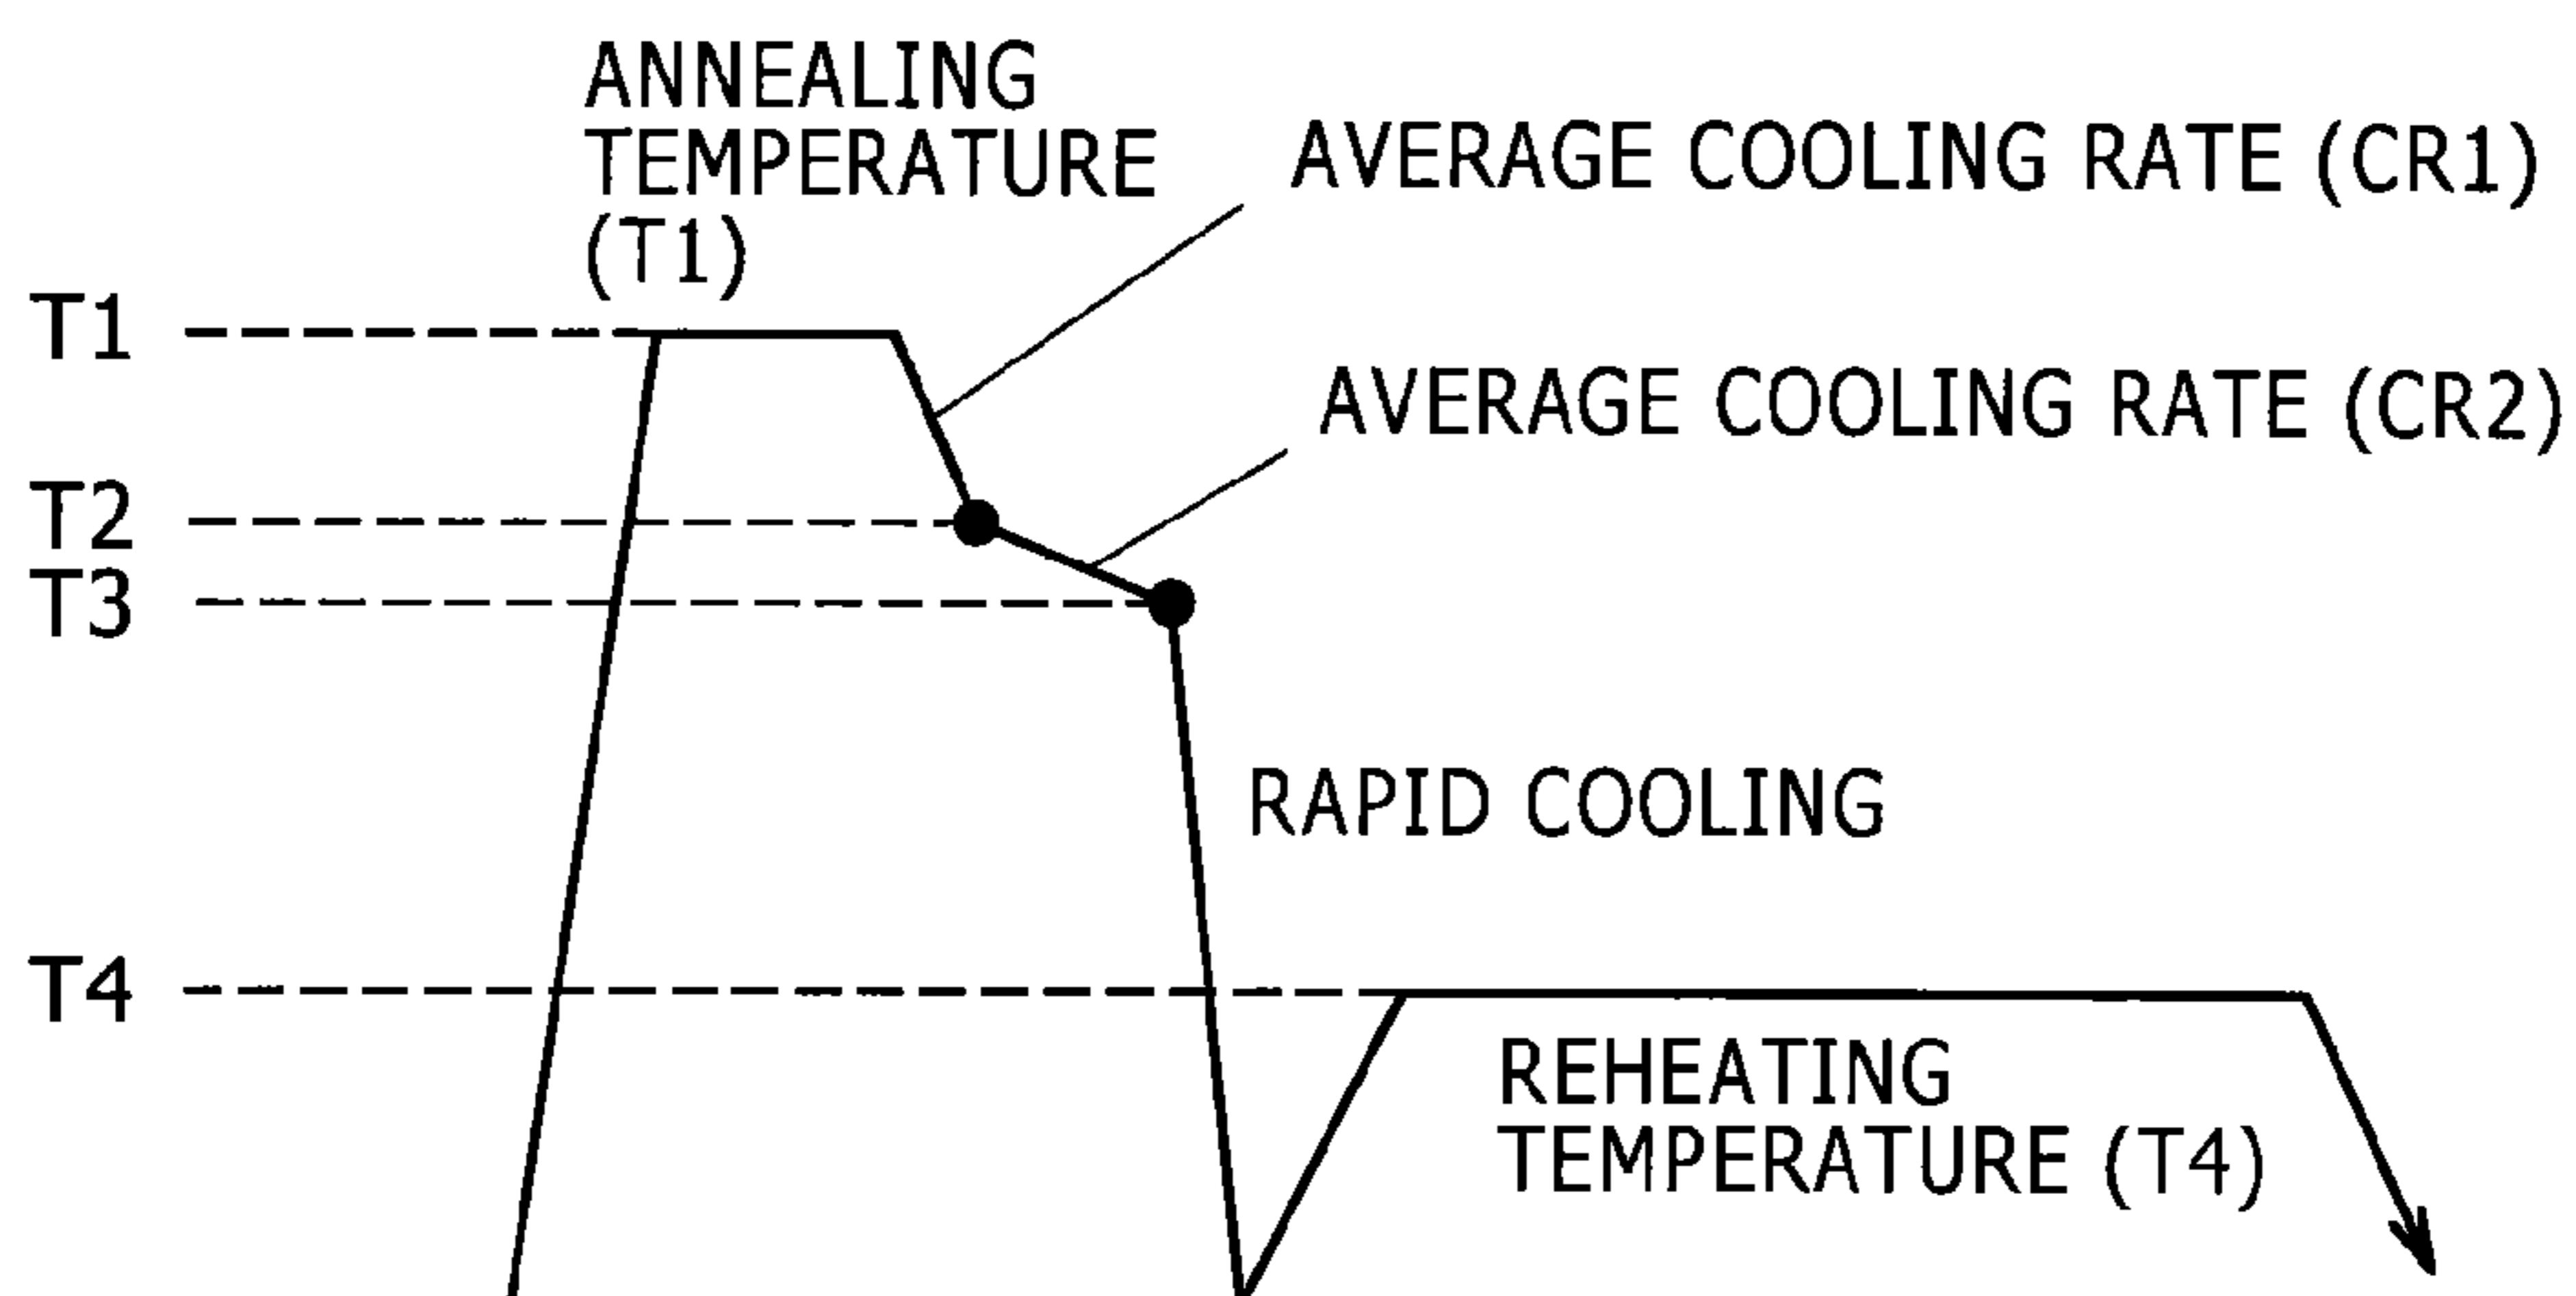 ANNEALING
TEMPERATURE
(T1)
AVERAGE COOLING RATE (CR1)
T1
AVERAGE COOLING RATE (CR2)
T2
T3
RAPID COOLING
T4
REHEATING
TEMPERATURE (T4)